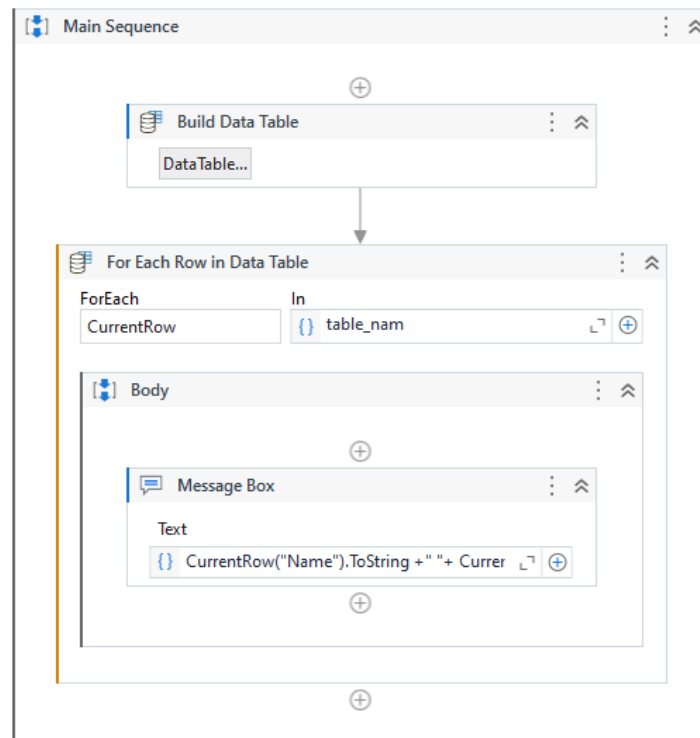 Main Sequence
Build Data Table
DataTable...
For Each Row in Data Table
ForEach In
CurrentRow {} table_nam
Body
Message Box
Text
{} CurrentRow("Name").ToString +" "+ Currer